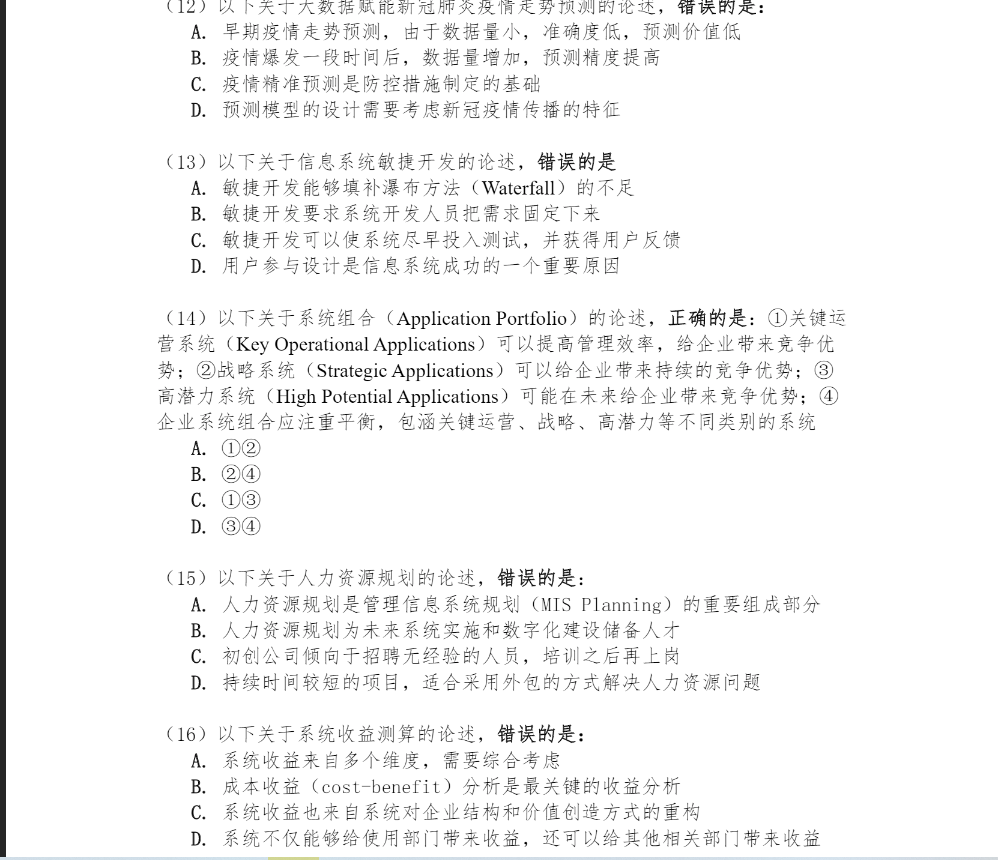 （12）以下关于大数据赋能新冠肺炎疫情走势预测的论述，错误的是：
A. 早期疫情走势预测，由于数据量小，准确度低，预测价值低
B. 疫情爆发一段时间后，数据量增加，预测精度提高
C. 疫情精准预测是防控措施制定的基础
D. 预测模型的设计需要考虑新冠疫情传播的特征
（13）以下关于信息系统敏捷开发的论述，错误的是
A. 敏捷开发能够填补瀑布方法（Waterfall）的不足
B. 敏捷开发要求系统开发人员把需求固定下来
C. 敏捷开发可以使系统尽早投入测试，并获得用户反馈
D. 用户参与设计是信息系统成功的一个重要原因
（14）以下关于系统组合（Application Portfolio）的论述，正确的是：①关键运
营系统（Key Operational Applications）可以提高管理效率，给企业带来竞争优
势；②战略系统（Strategic Applications）可以给企业带来持续的竞争优势；③
高潜力系统（High Potential Applications）可能在未来给企业带来竞争优势；④
企业系统组合应注重平衡，包涵关键运营、战略、高潜力等不同类别的系统
A. ①②
B. ②④
C. ①③
D. ③④
（15）以下关于人力资源规划的论述，错误的是：
A. 人力资源规划是管理信息系统规划（MIS Planning）的重要组成部分
B. 人力资源规划为未来系统实施和数字化建设储备人才
C. 初创公司倾向于招聘无经验的人员，培训之后再上岗
D. 持续时间较短的项目，适合采用外包的方式解决人力资源问题
（16）以下关于系统收益测算的论述，错误的是：
A. 系统收益来自多个维度，需要综合考虑
B. 成本收益（cost-benefit）分析是最关键的收益分析
C. 系统收益也来自系统对企业结构和价值创造方式的重构
D. 系统不仅能够给使用部门带来收益，还可以给其他相关部门带来收益